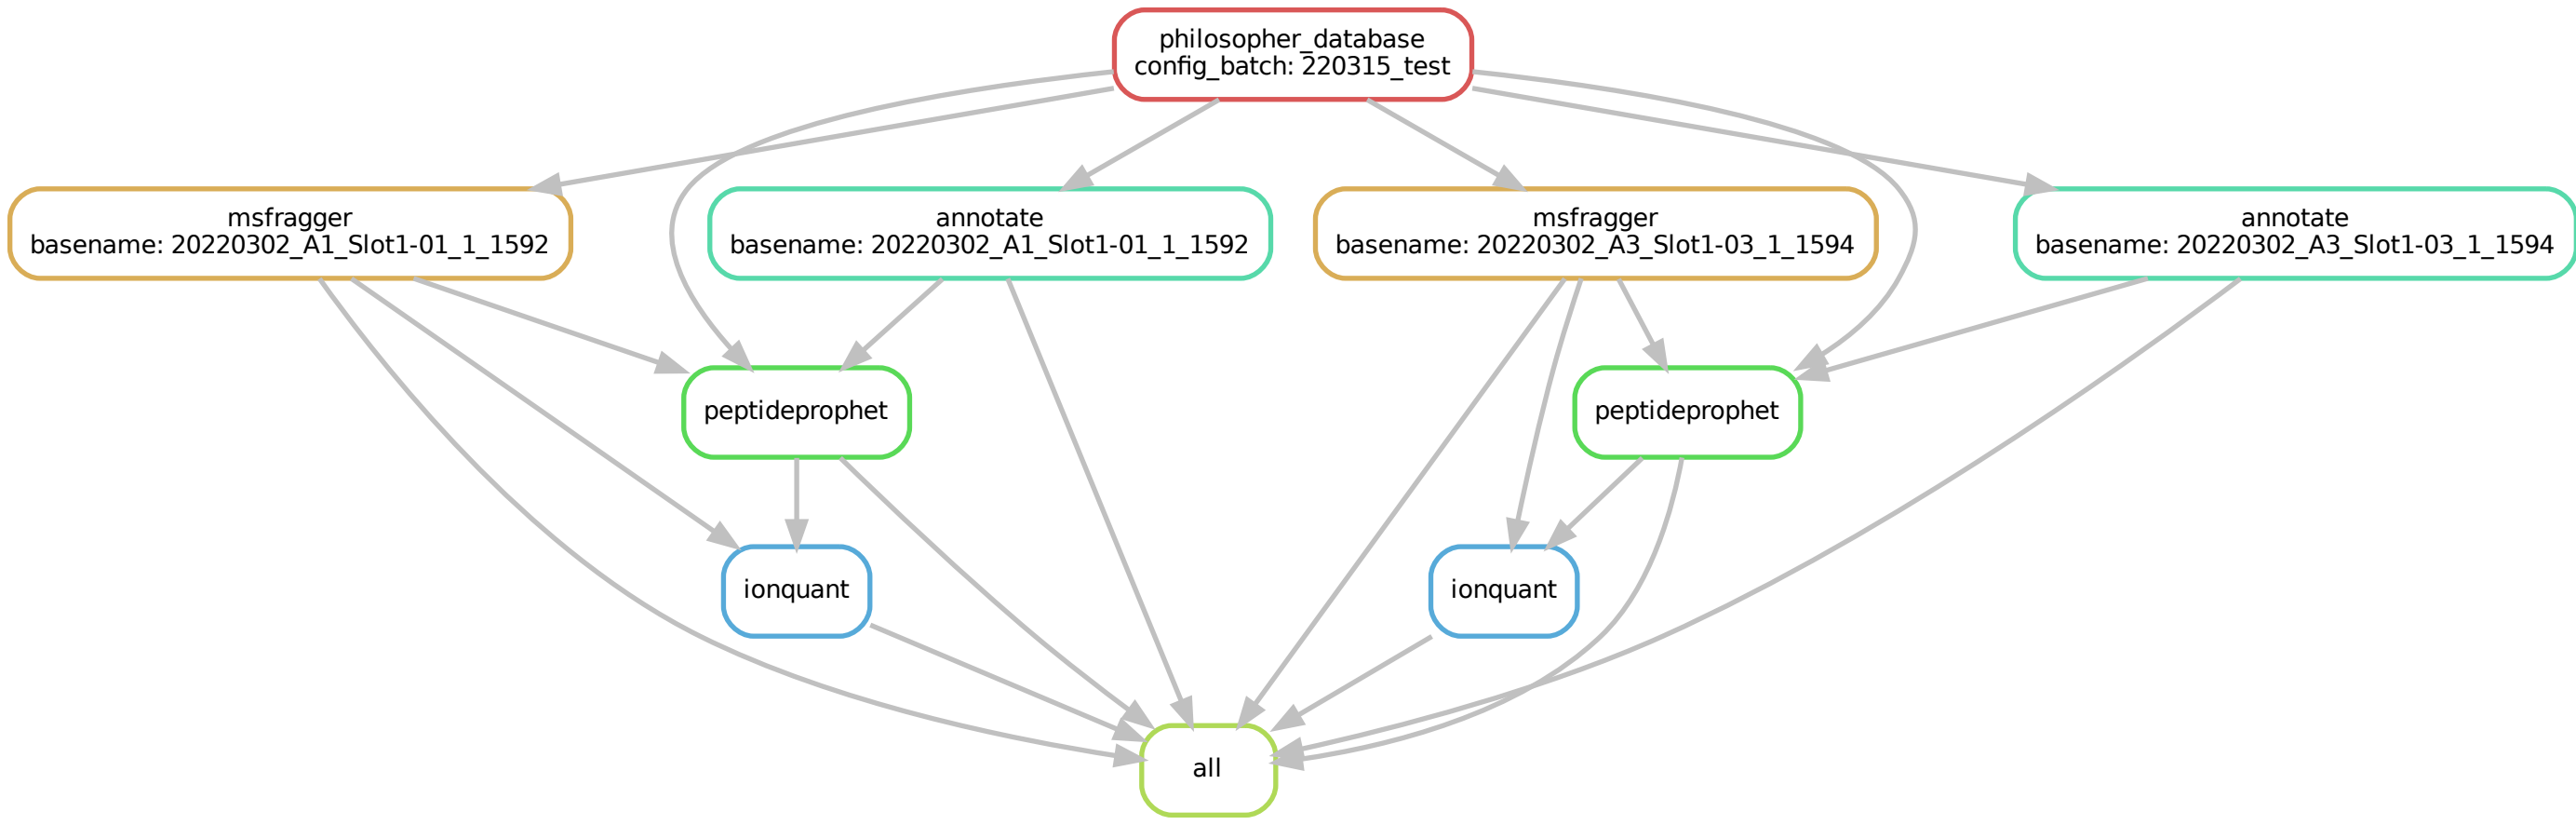 philosopher_database
config_batch: 220315_test
msfragger
basename: 20220302_A1_Slot1-01_1_1592
annotate
basename: 20220302_A1_Slot1-01_1_1592
msfragger
basename: 20220302_A3_Slot1-03_1_1594
annotate
basename: 20220302_A3_Slot1-03_1_1594
peptideprophet
peptideprophet
ionquant
ionquant
all